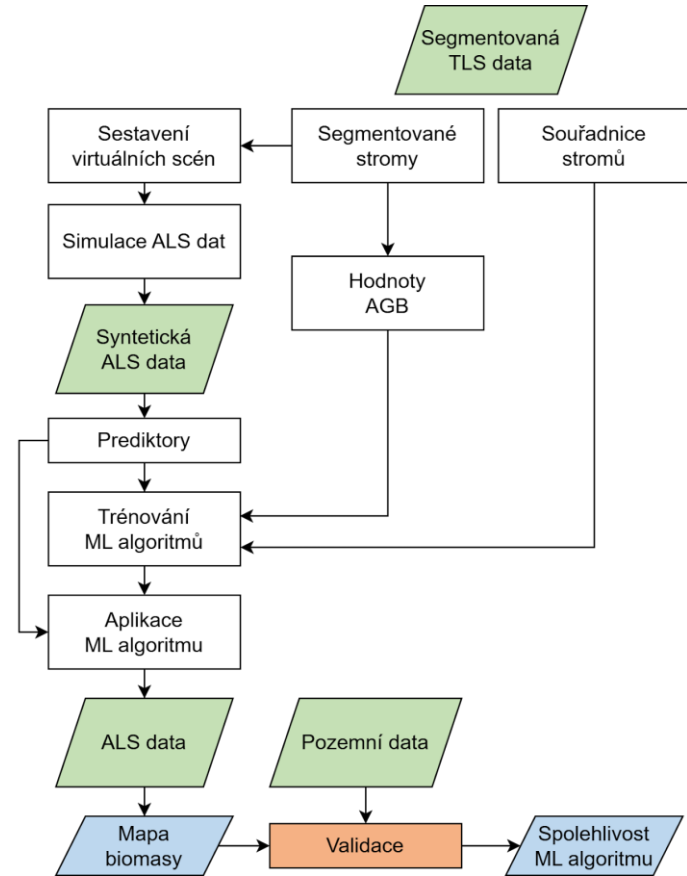 Segmentovaná
TLS data
Sestavení
virtuálních scén
Segmentované
stromy
Souřadnice
stromů
Simulace ALS dat
Hodnoty
AGB
Syntetická
ALS data
Prediktory
Trénování
ML algoritmů
Aplikace
ML algoritmu
ALS data
Pozemní data
Mapa
biomasy
Validace
Spolehlivost
ML algoritmu